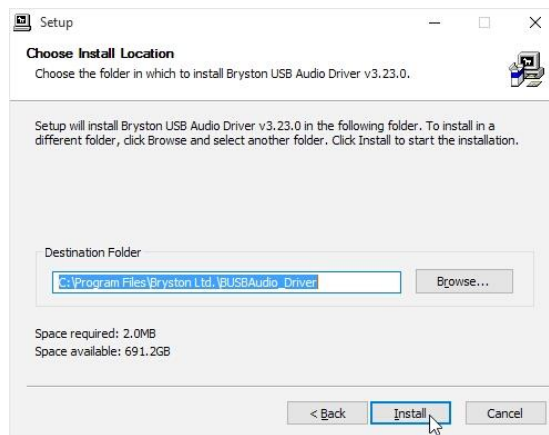 Setup
Choose Install Location
Choose the folder in which to install Bryston USB Audio Driver v3.23.0.
Setup will install Bryston USB Audio Driver v3.23.0 in the following folder. To install in a
different folder, click Browse and select another folder. Click Install to start the installation.
Destination Folder
C:\Program Files\Bryston Ltd.\BUSBAudio_Driver
Browse...
Space required: 2.0MB
Space available: 691.2GB
< Back
Install
Cancel